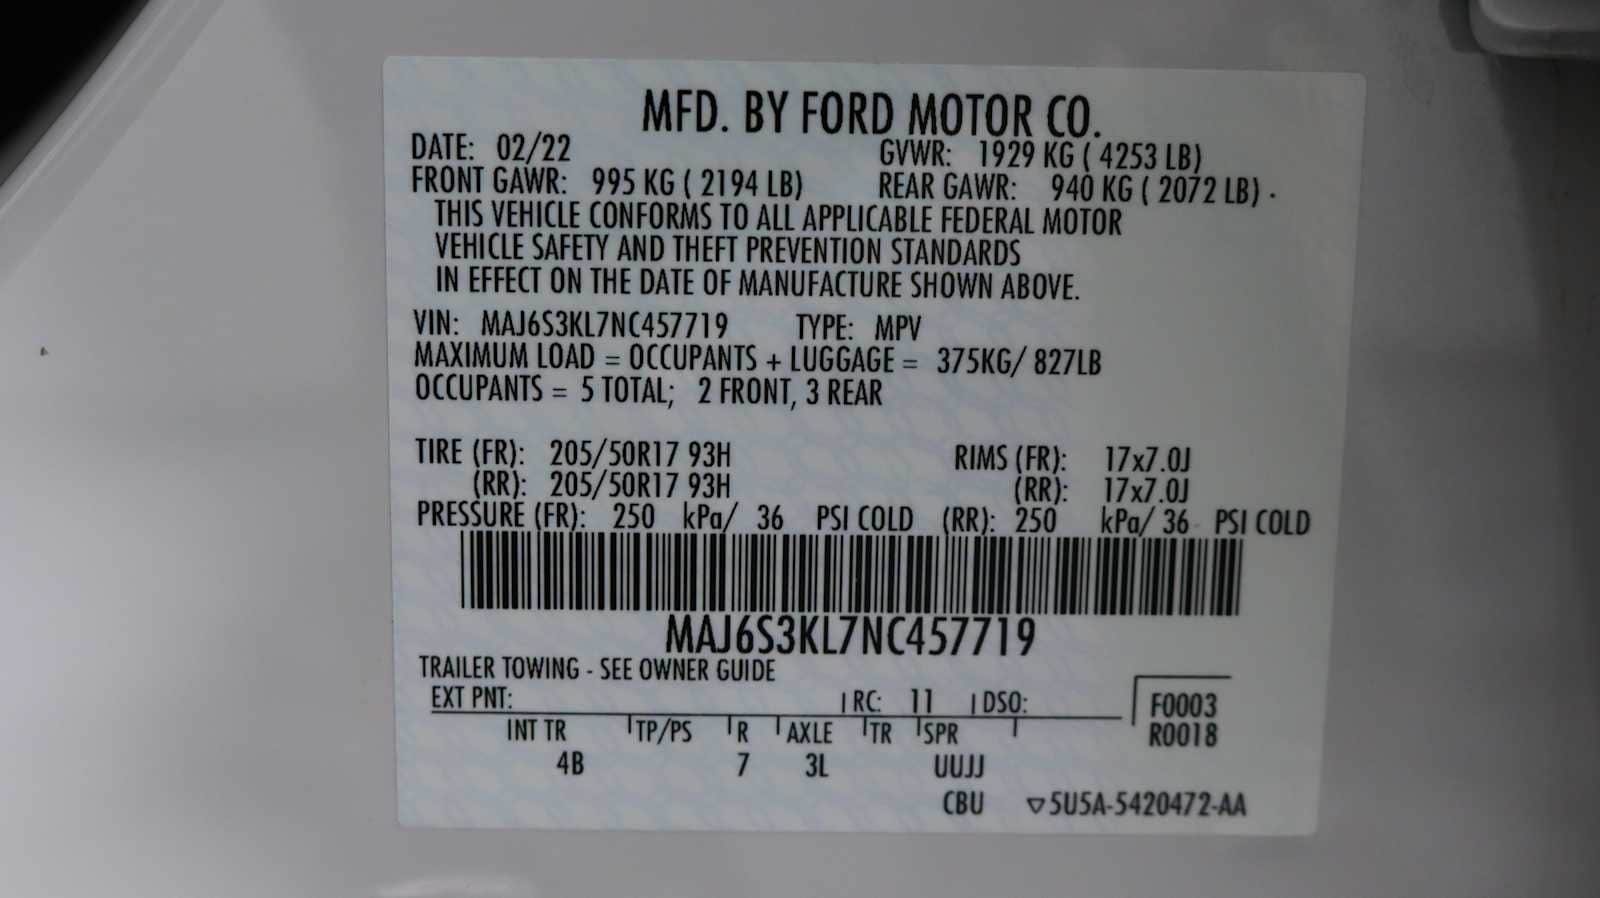 MFD. BY FORD MOTOR CO.
DATE: 02/22 GVWR: 1929 KG ( 4253 LB)
FRONT GAWR: 995 KG ( 2194 LB) REAR GAWR: 940 KG ( 2072 LB)
THIS VEHICLE CONFORMS TO ALL APPLICABLE FEDERAL MOTOR
VEHICLE SAFETY AND THEFT PREVENTION STANDARDS
IN EFFECT ON THE DATE OF MANUFACTURE SHOWN ABOVE.
VIN: MAJ6S3KL7NC457719 TYPE: MPV
MAXIMUM LOAD = OCCUPANTS + LUGGAGE = 375KG/ 827LB
OCCUPANTS = 5 TOTAL; 2 FRONT, 3 REAR
TIRE (FR): 205/50R17 93H RIMS (FR): 17x7.0J
(RR): 205/50R17 93H (RR): 17x7.0J
PRESSURE (FR): 250 kPa/ 36 PSI COLD (RR): 250 kPa/ 36 PSI COLD
MAJ6S3KL7NC457719
TRAILER TOWING - SEE OWNER GUIDE
EXT PNT: RC: 11 DSO: F0003
INT TR TP/PS R AXLE TR SPR R0018
4B 7 3L UUJJ
CBU ▽5U5A-5420472-AA